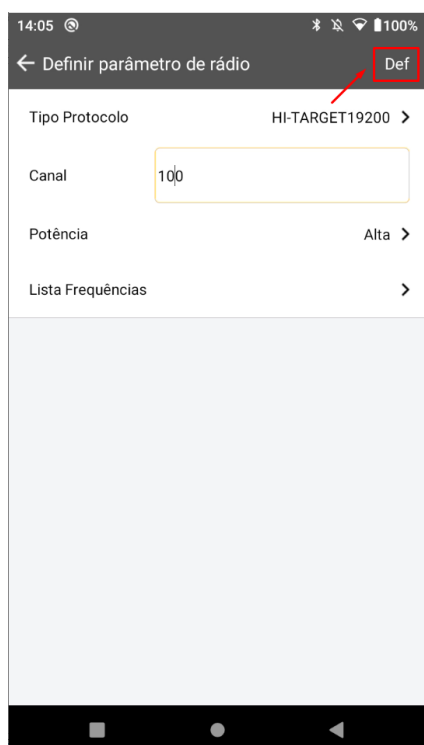 14:05 100%
Definir parâmetro de rádio Def
Tipo Protocolo HI-TARGET19200
Canal 100
Potência Alta
Lista Frequências